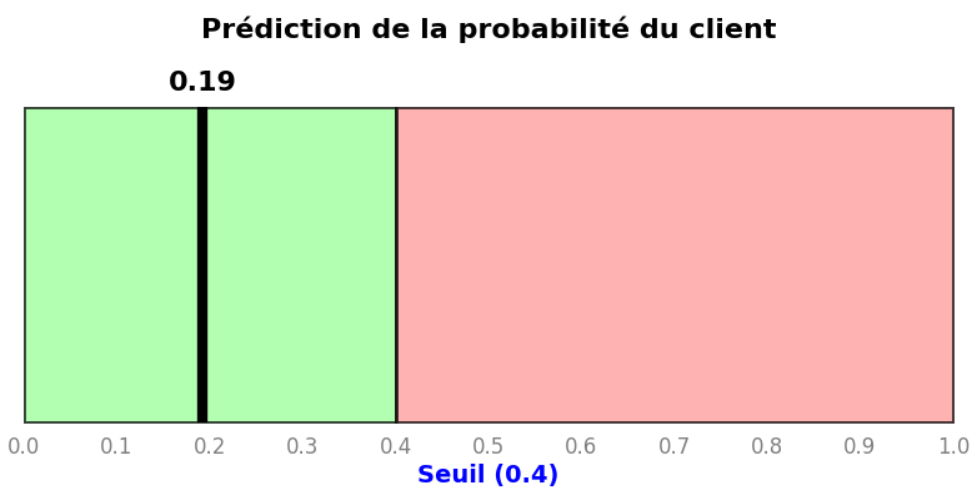 Prédiction de la probabilité du client
0.19
0.0 0.1 0.2 0.3 0.4 0.5 0.6 0.7 0.8 0.9 1.0
Seuil (0.4)